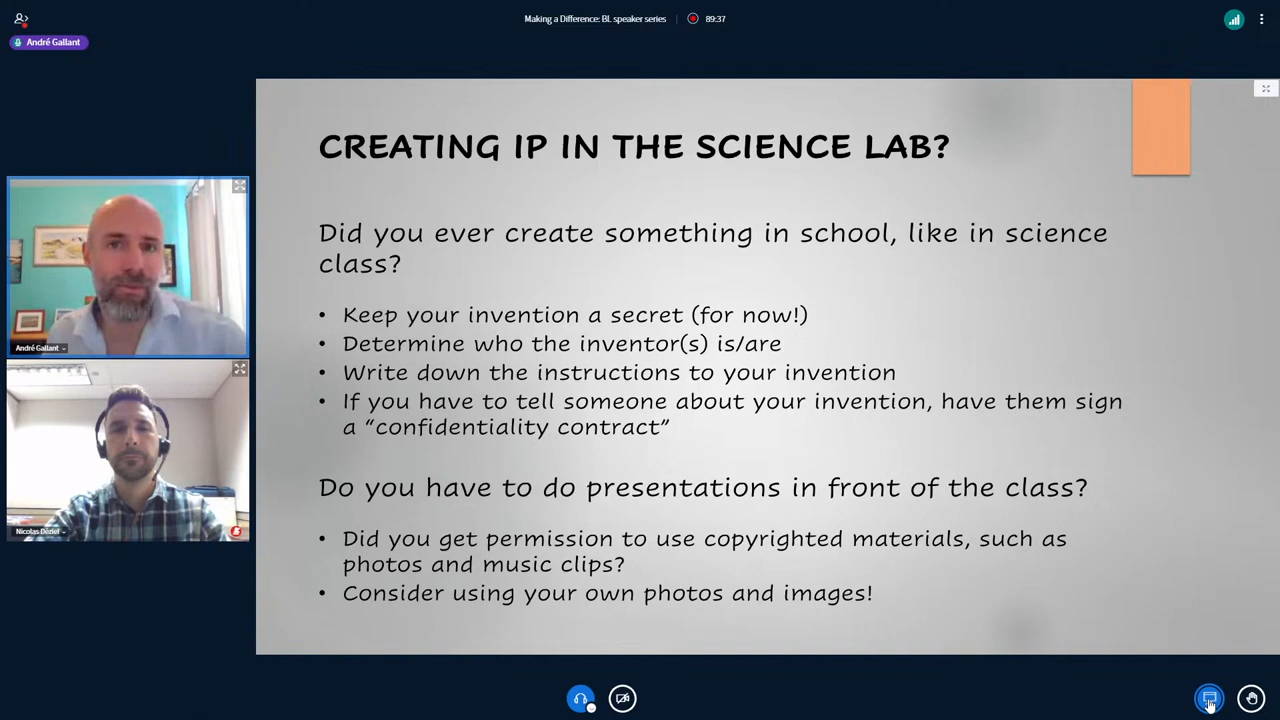 Making a Difference: BL speaker series
89:37
André Gallant
CREATING IP IN THE SCIENCE LAB?
Did you ever create something in school, like in science
class?
• Keep your invention a secret (for now!)
• Determine who the inventor(s) is/are
• Write down the instructions to your invention
• If you have to tell someone about your invention, have them sign
a “confidentiality contract”
Do you have to do presentations in front of the class?
• Did you get permission to use copyrighted materials, such as
photos and music clips?
• Consider using your own photos and images!
André Gallant
Nicolas Déziel